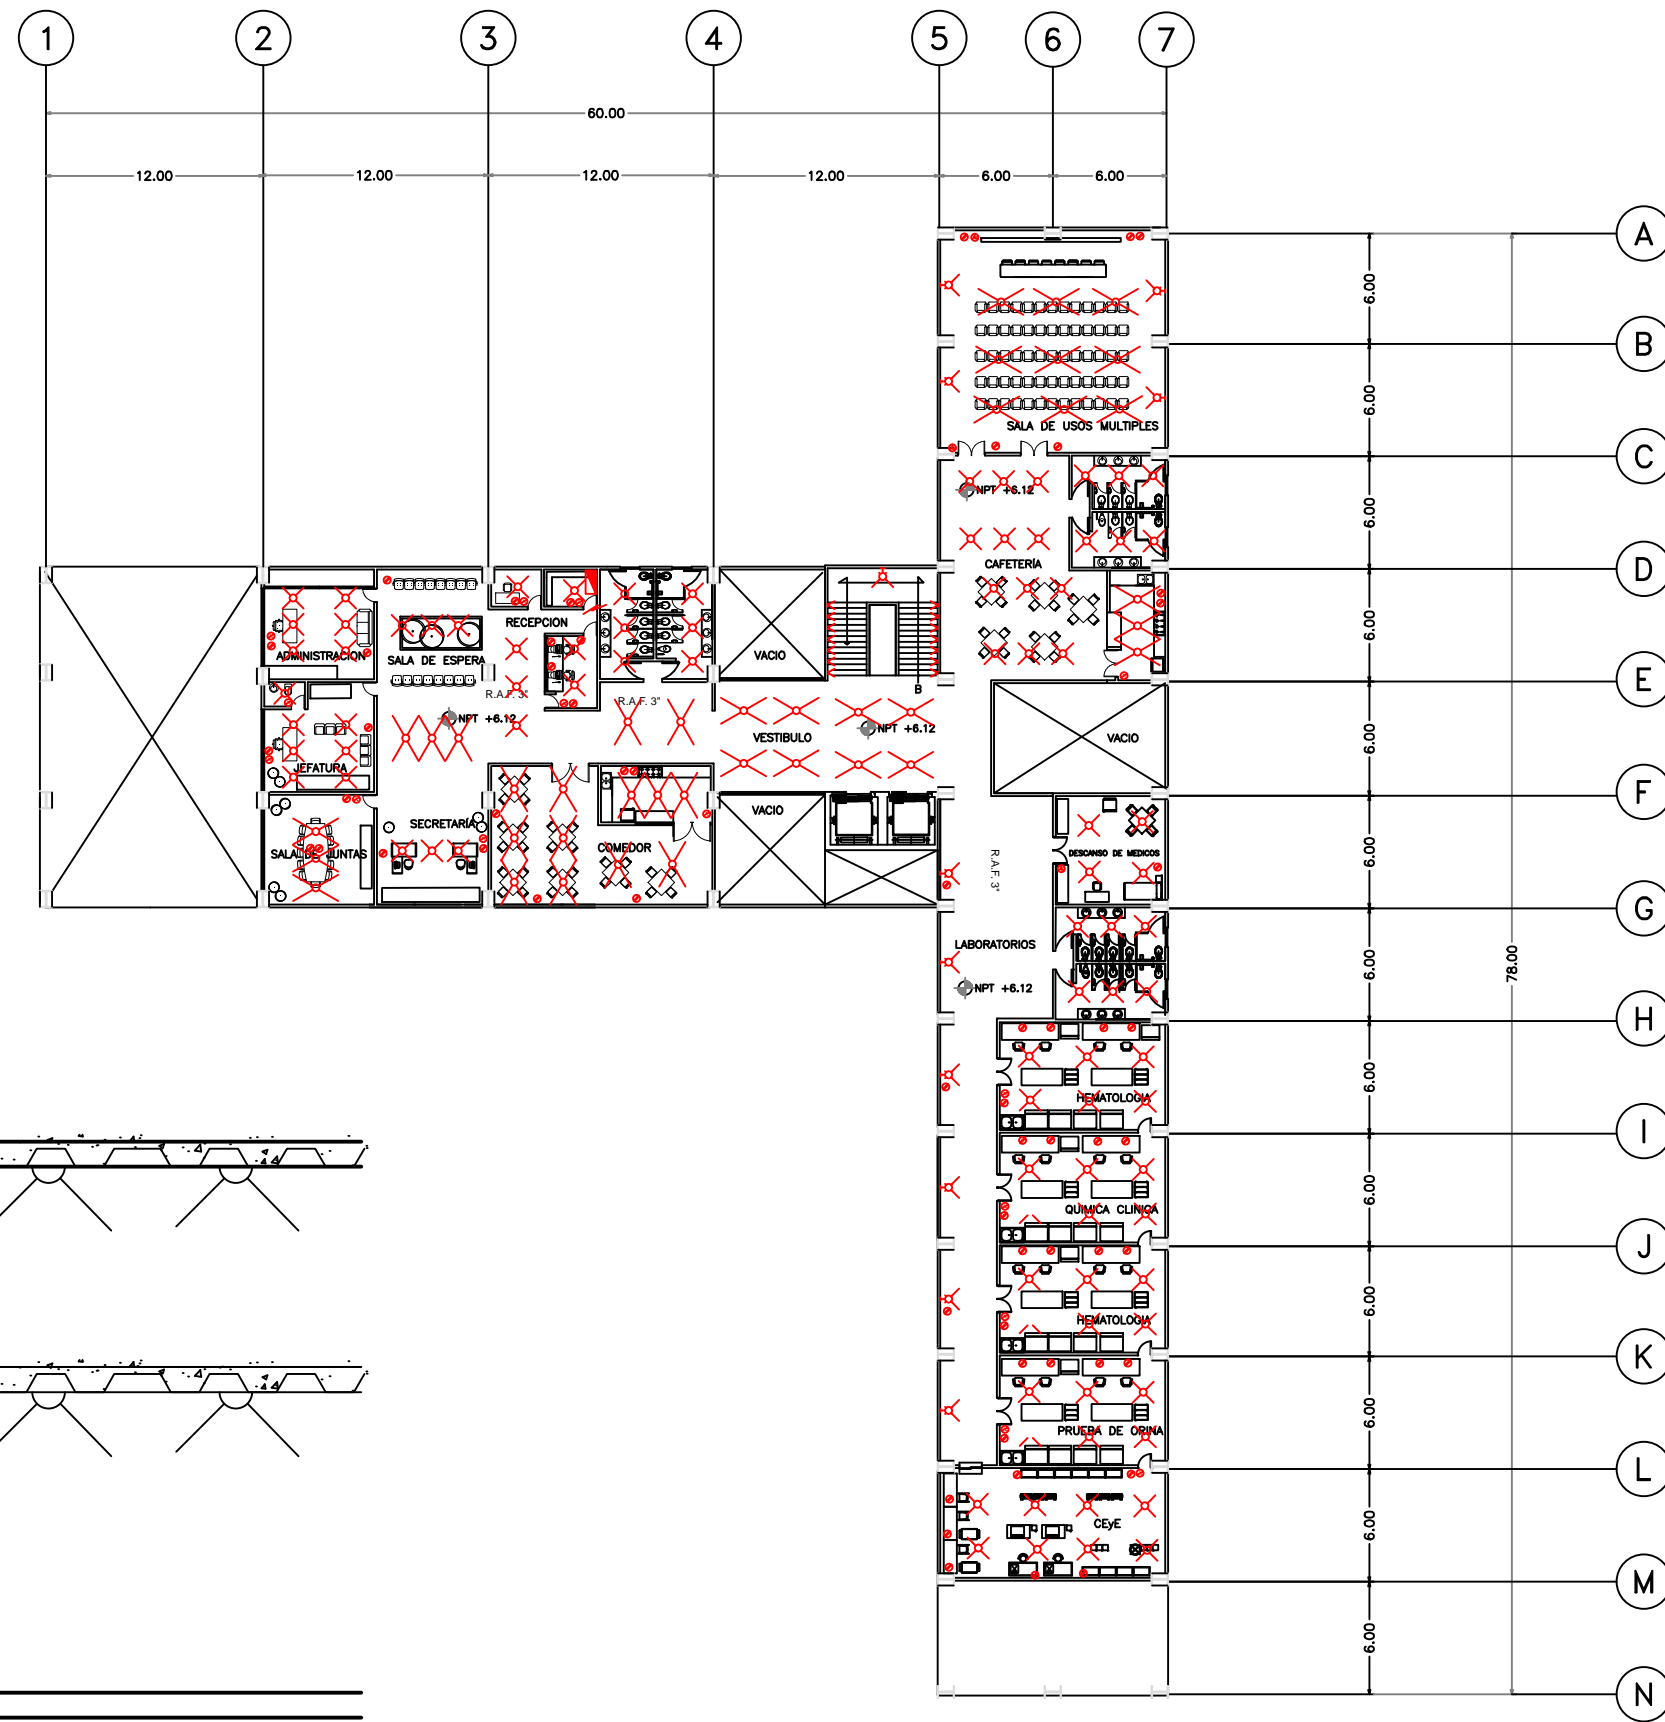 1 2 3 4 5 6 7
60.00
12.00 12.00 12.00 12.00 6.00 6.00
A
6.00
B
6.00
SALA DE USOS MULTIPLES
C
NPT +6.12
6.00
CAFETERÍA
D
RECEPCION
6.00
ADMINISTRACION
SALA DE ESPERA
VACIO
E
B
R.A.F. 3"
R.A.F. 3"
NPT +6.12
NPT +6.12
VESTIBULO
VACIO
6.00
JEFATURA
F
VACIO
SECRETARÍA
SALA DE JUNTAS
COMEDOR
R.A.F. 3"
DESCANSO DE MEDICOS
6.00
G
LABORATORIOS
78.00
6.00
NPT +6.12
H
6.00
HEMATOLOGIA
I
6.00
QUIMICA CLINICA
J
6.00
HEMATOLOGIA
K
6.00
PRUEBA DE ORINA
L
CEyE
6.00
M
6.00
N